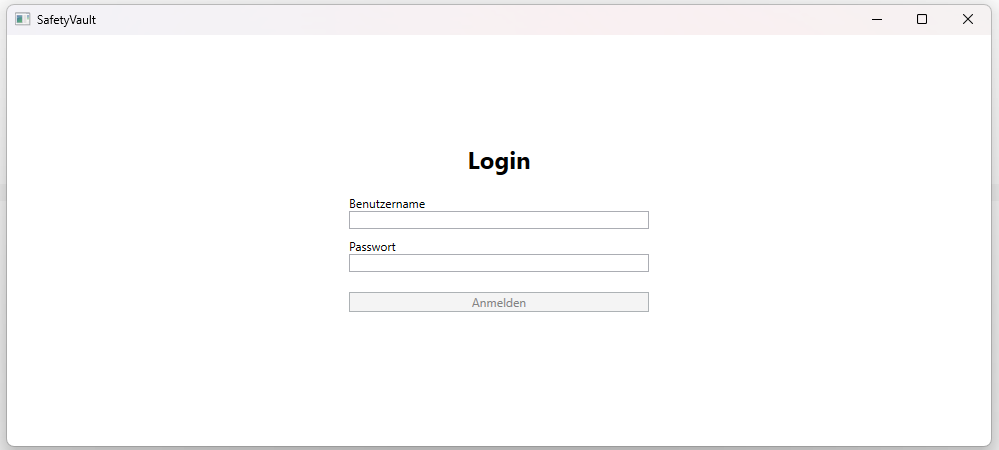 SafetyVault
Login
Benutzername
Passwort
Anmelden